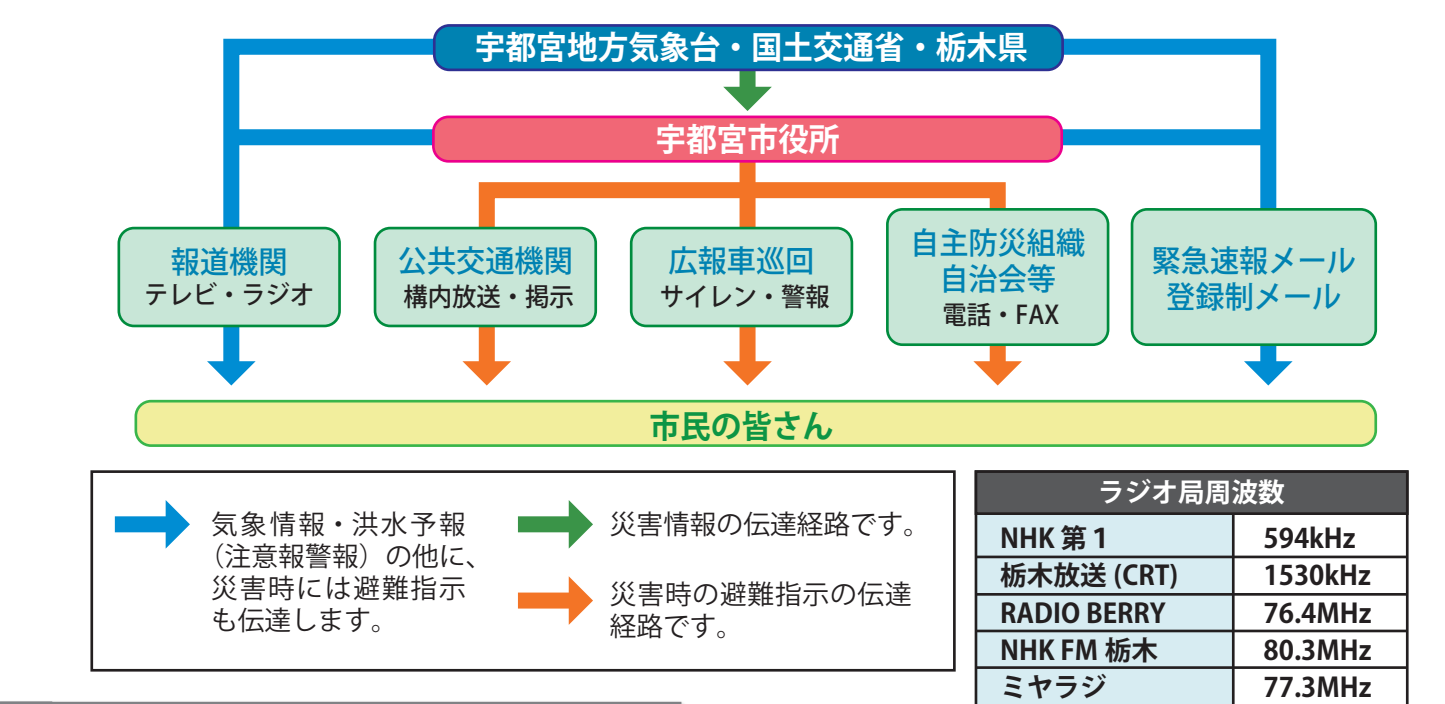 宇都宮地方気象台・国土交通省・栃木県
宇都宮市役所
報道機関
テレビ・ラジオ
公共交通機関
構内放送・掲示
広報車巡回
サイレン・警報
自主防災組織
自治会等
電話・FAX
緊急速報メール
登録制メール
市民の皆さん
気象情報・洪水予報
（注意報警報）の他に、
災害時には避難指示
も伝達します。
災害情報の伝達経路です。
災害時の避難指示の伝達
経路です。
ラジオ局周波数
NHK 第 1 594kHz
栃木放送 (CRT) 1530kHz
RADIO BERRY 76.4MHz
NHK FM 栃木 80.3MHz
ミヤラジ 77.3MHz